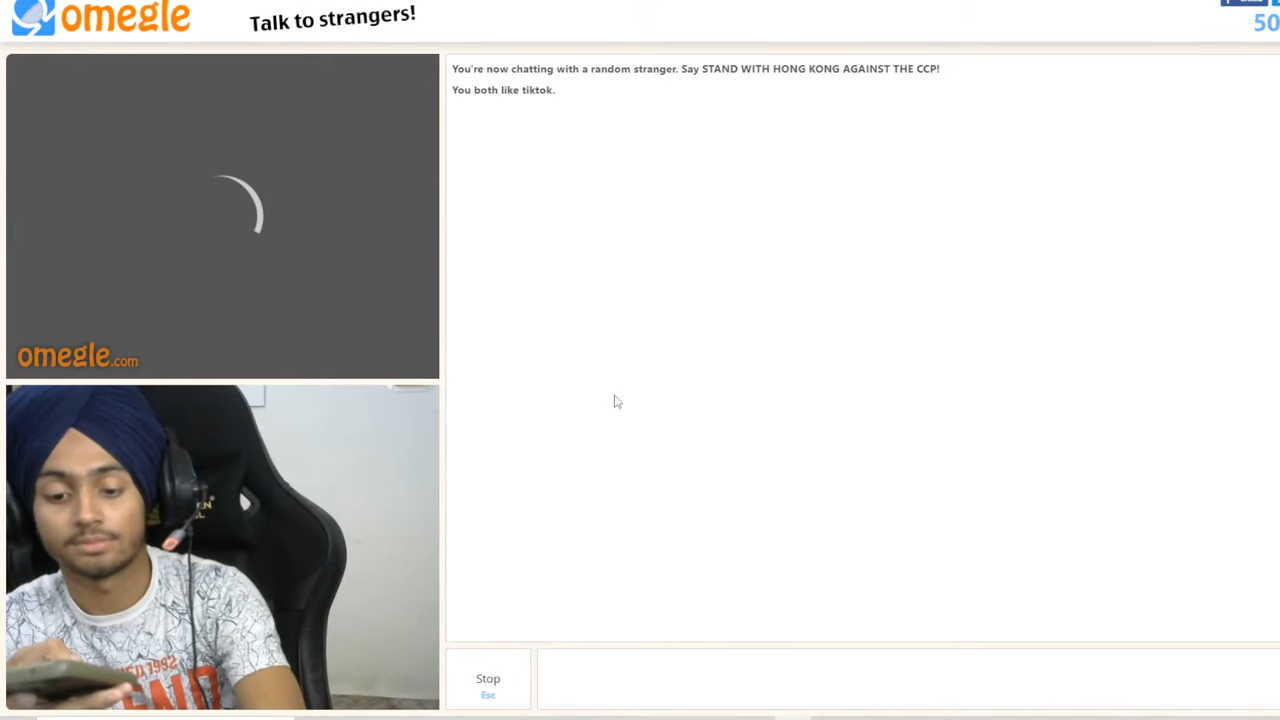 omegle
Talk to strangers!
50
You're now chatting with a random stranger. Say STAND WITH HONG KONG AGAINST THE CCP!
You both like tiktok.
omegle.com
Stop
Esc